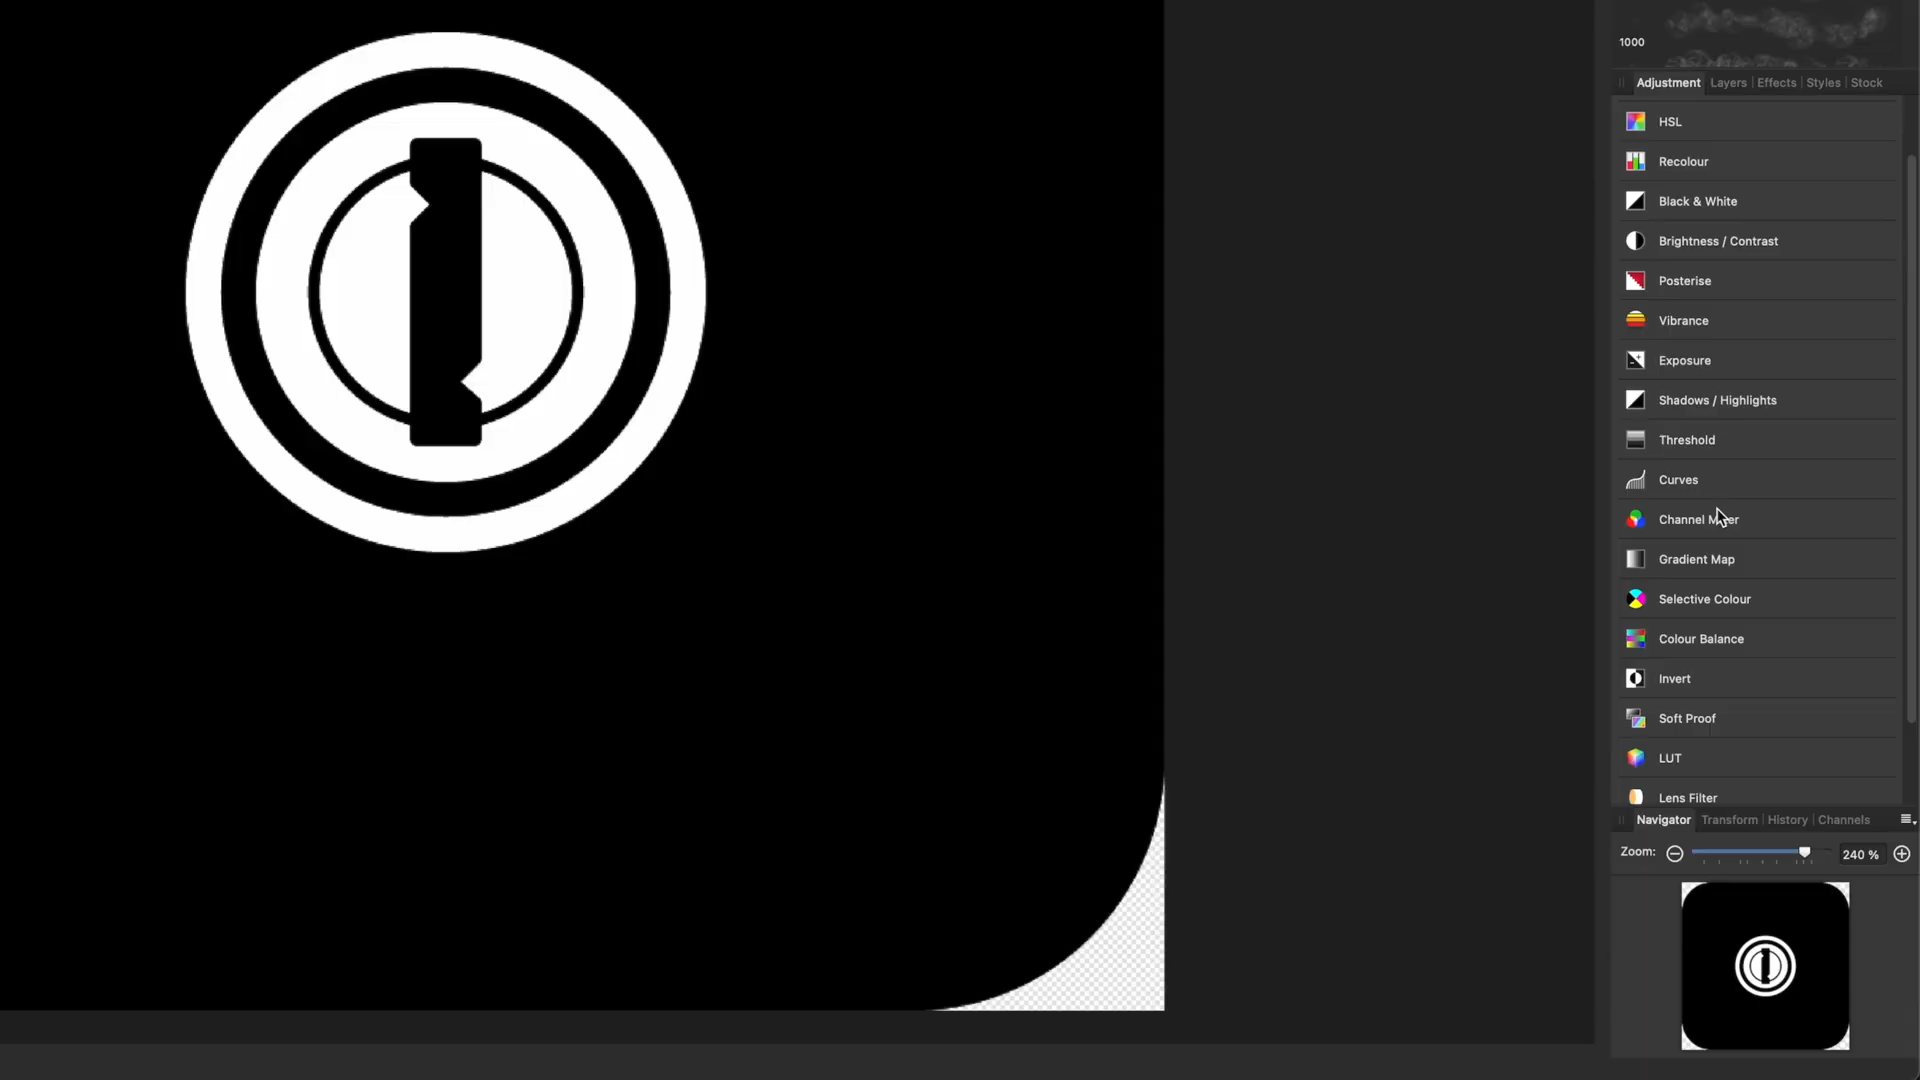 1000
Adjustment Layers Effects Styles Stock
HSL
Recolour
Black & White
Brightness / Contrast
Posterise
Vibrance
Exposure
Shadows / Highlights
Threshold
Curves
Channel Mixer
Gradient Map
Selective Colour
Colour Balance
Invert
Soft Proof
LUT
Lens Filter
Navigator Transform History Channels
Zoom: 240 %